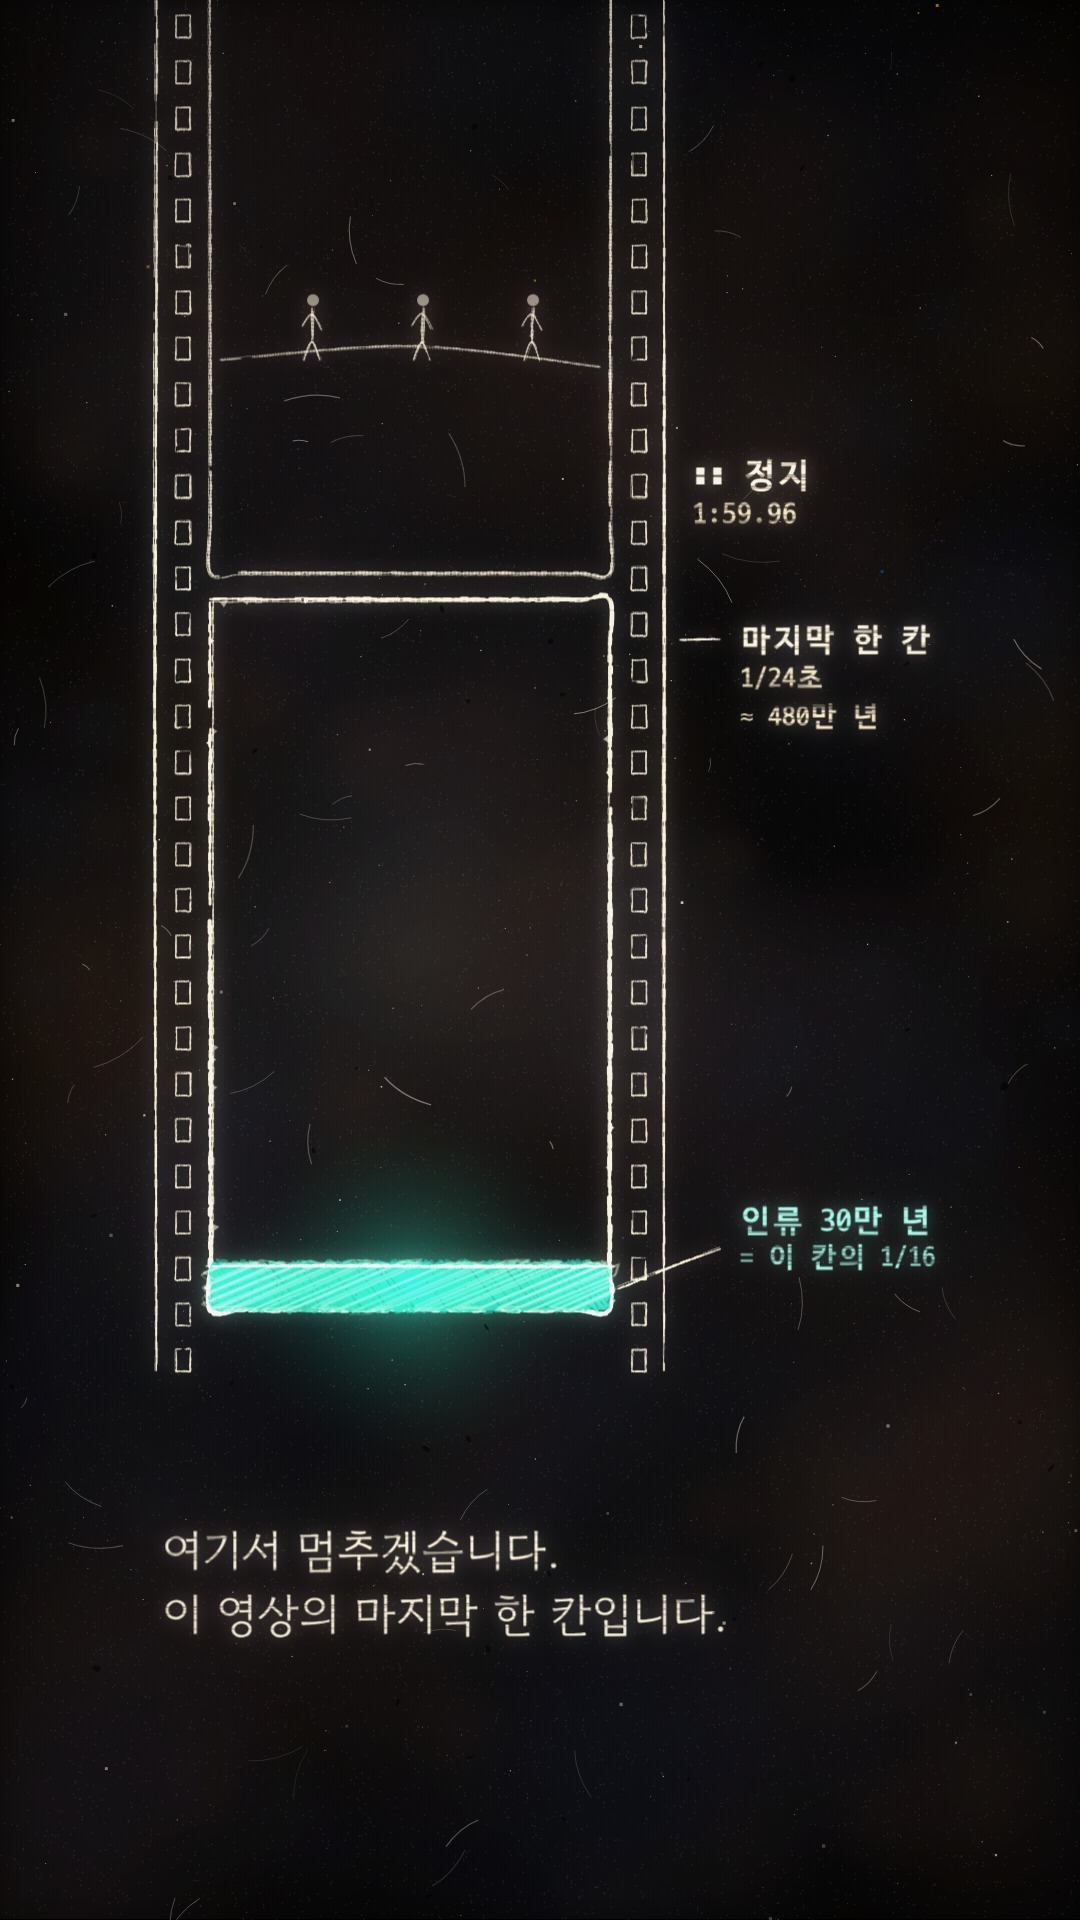 정지
1:59.96
마지막 한 칸
1/24초
≈ 480만 년
인류 30만 년
= 이 칸의 1/16
여기서 멈추겠습니다.
이 영상의 마지막 한 칸입니다.